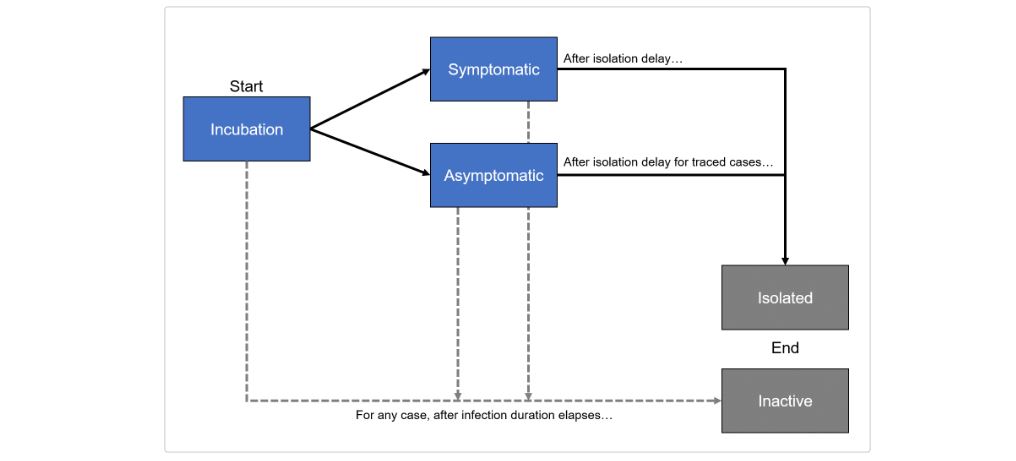 Start
Incubation
Symptomatic
After isolation delay…
Asymptomatic
After isolation delay for traced cases…
Isolated
End
Inactive
For any case, after infection duration elapses…